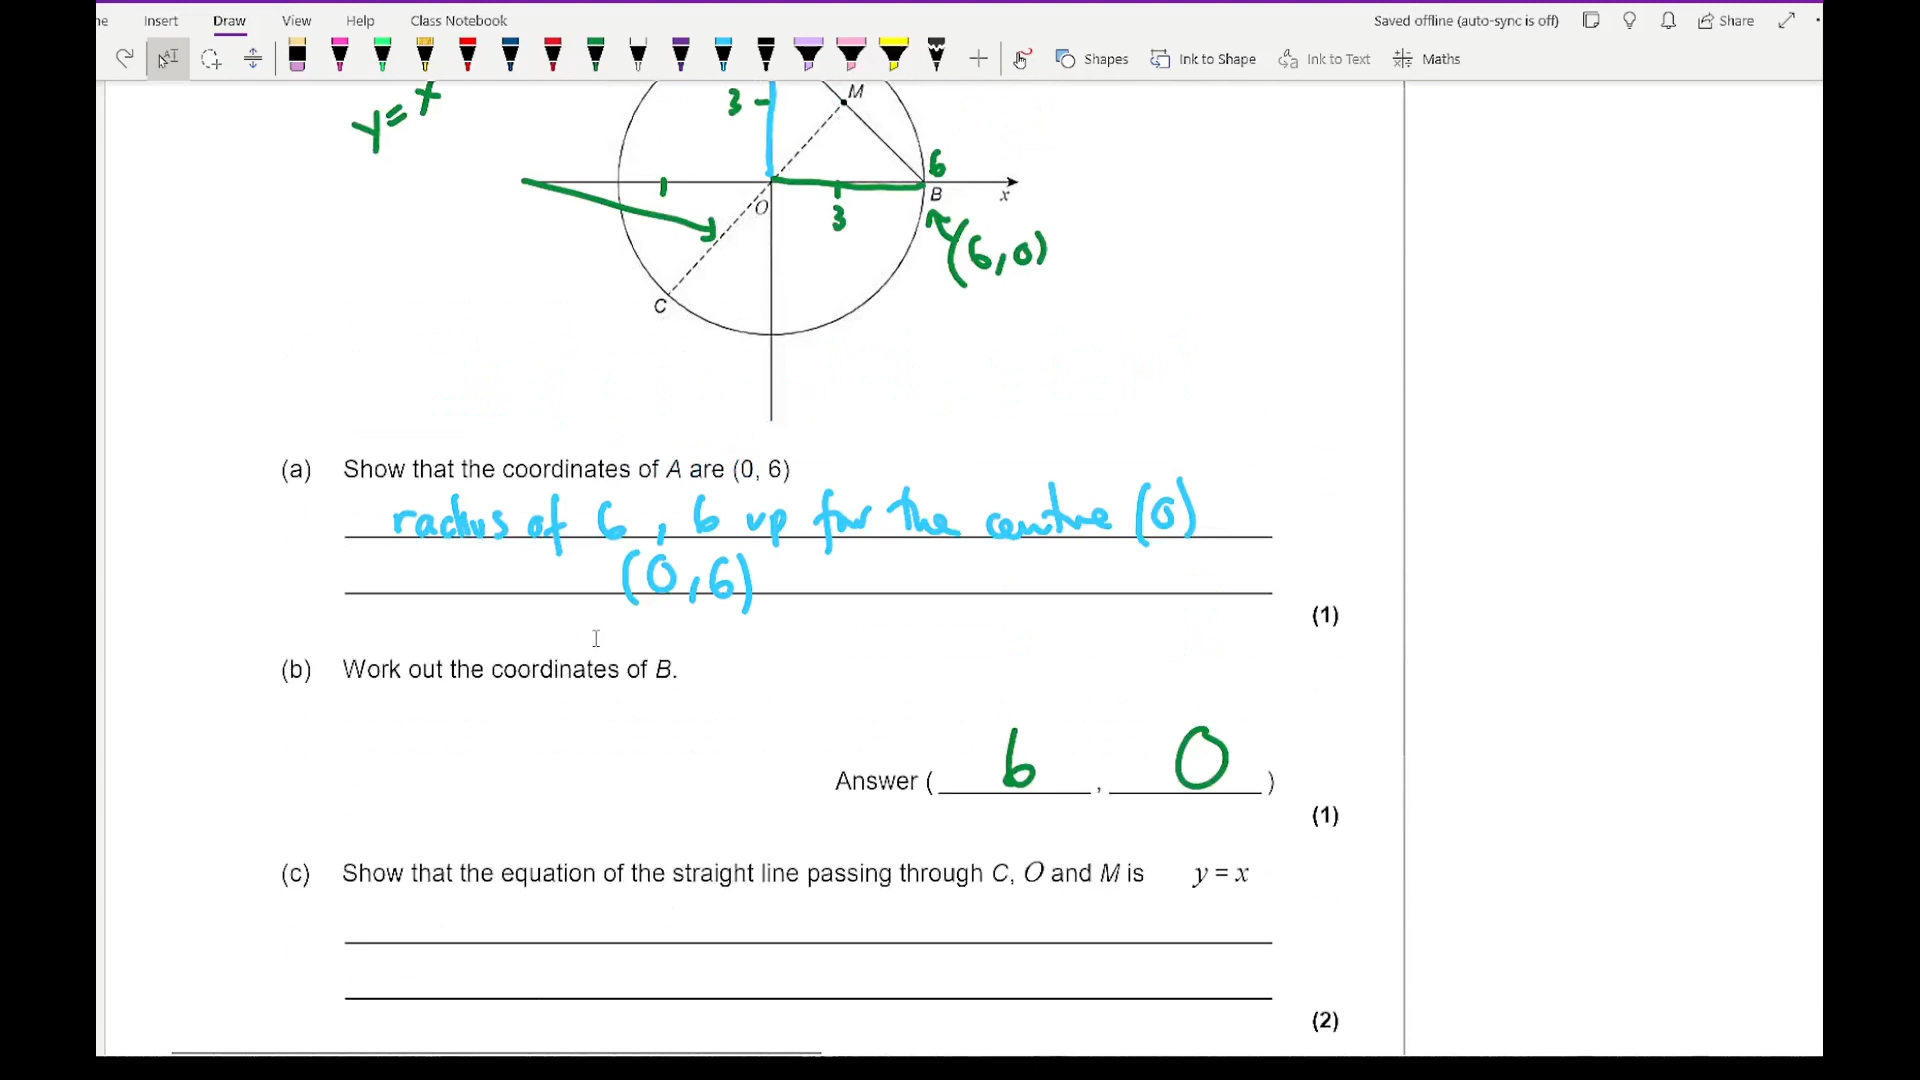 Insert Draw View Help Class Notebook Saved offline (auto-sync is off) Share
Shapes Ink to Shape Ink to Text Maths
y = x
3
M
6
B
x
O
3
(6,0)
C
(a) Show that the coordinates of A are (0, 6)
radius of 6, 6 up for the centre (0)
(0,6)
(1)
(b) Work out the coordinates of B.
Answer ( 6 , 0 )
(1)
(c) Show that the equation of the straight line passing through C, O and M is y = x
(2)